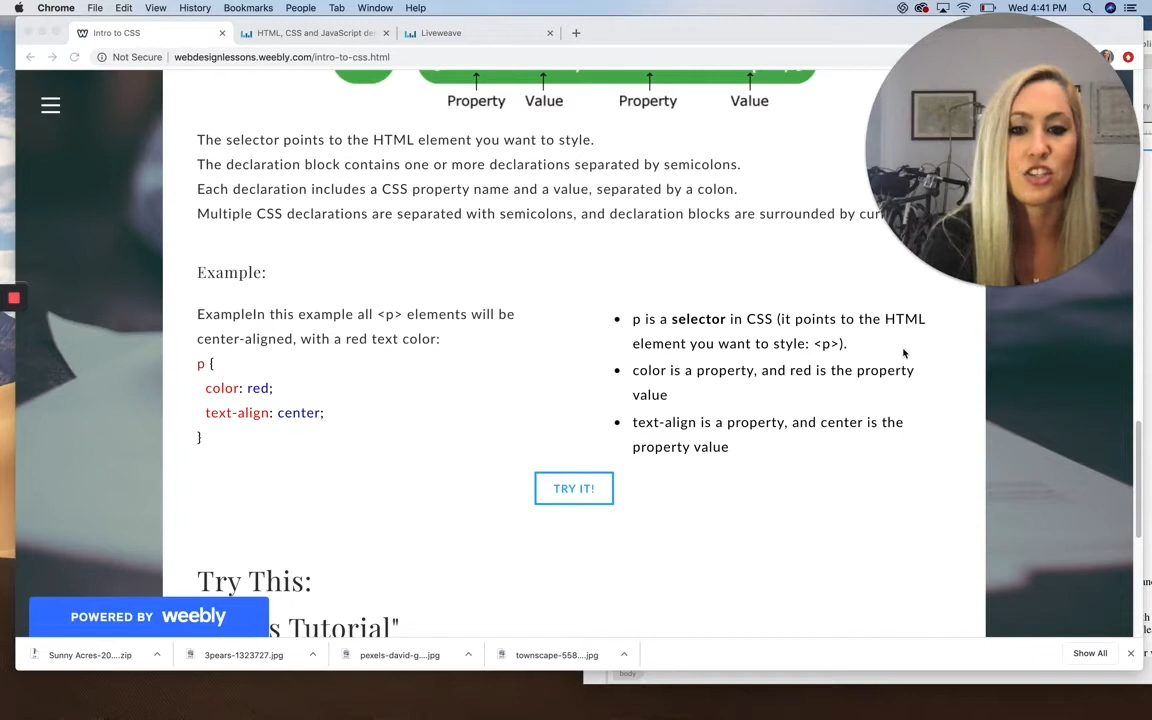 Chrome File Edit View History Bookmarks People Tab Window Help Wed 4:41 PM
Intro to CSS HTML, CSS and JavaScript de Liveweave
Not Secure webdesignlessons.weebly.com/intro-to-css.html
Property Value Property Value
The selector points to the HTML element you want to style.
The declaration block contains one or more declarations separated by semicolons.
Each declaration includes a CSS property name and a value, separated by a colon.
Multiple CSS declarations are separated with semicolons, and declaration blocks are surrounded by
Example:
ExampleIn this example all <p> elements will be
center-aligned, with a red text color:
p {
color: red;
text-align: center;
}
• p is a selector in CSS (it points to the HTML
element you want to style: <p>).
• color is a property, and red is the property
value
• text-align is a property, and center is the
property value
TRY IT!
Try This:
s Tutorial"
POWERED BY weebly
Sunny Acres-20....zip 3pears-1323727.jpg pexels-david-g....jpg townscape-558....jpg Show All
body